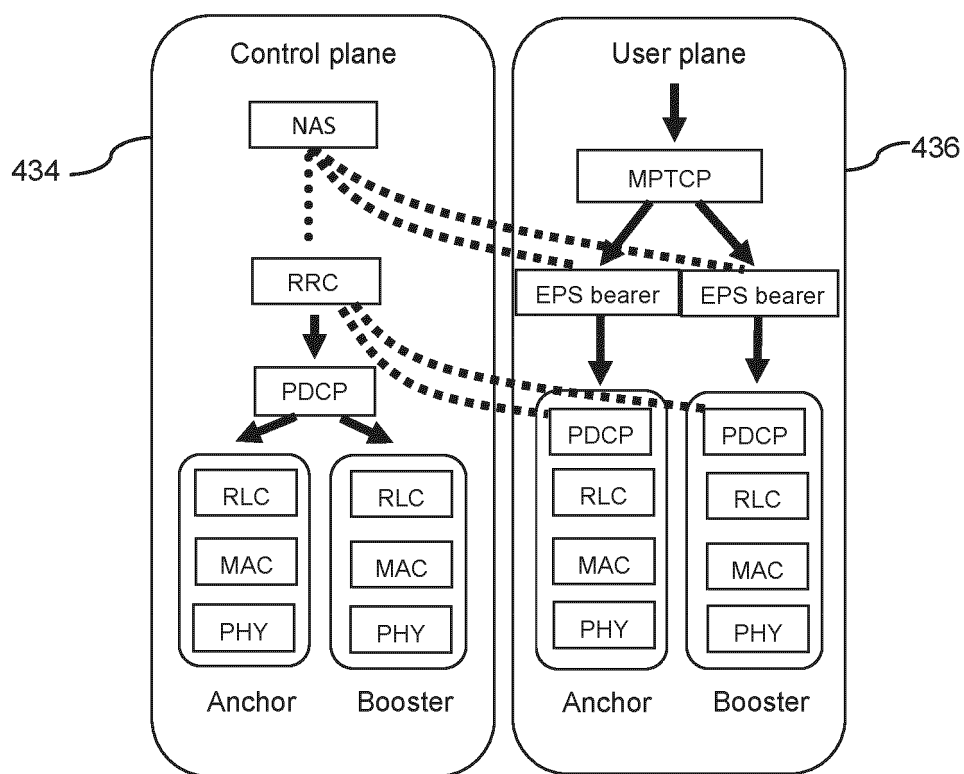 Control plane
NAS
434
RRC
PDCP
RLC
RLC
MAC
MAC
PHY
PHY
Anchor
Booster
User plane
436
MPTCP
EPS bearer
EPS bearer
PDCP
PDCP
RLC
RLC
MAC
MAC
PHY
PHY
Anchor
Booster